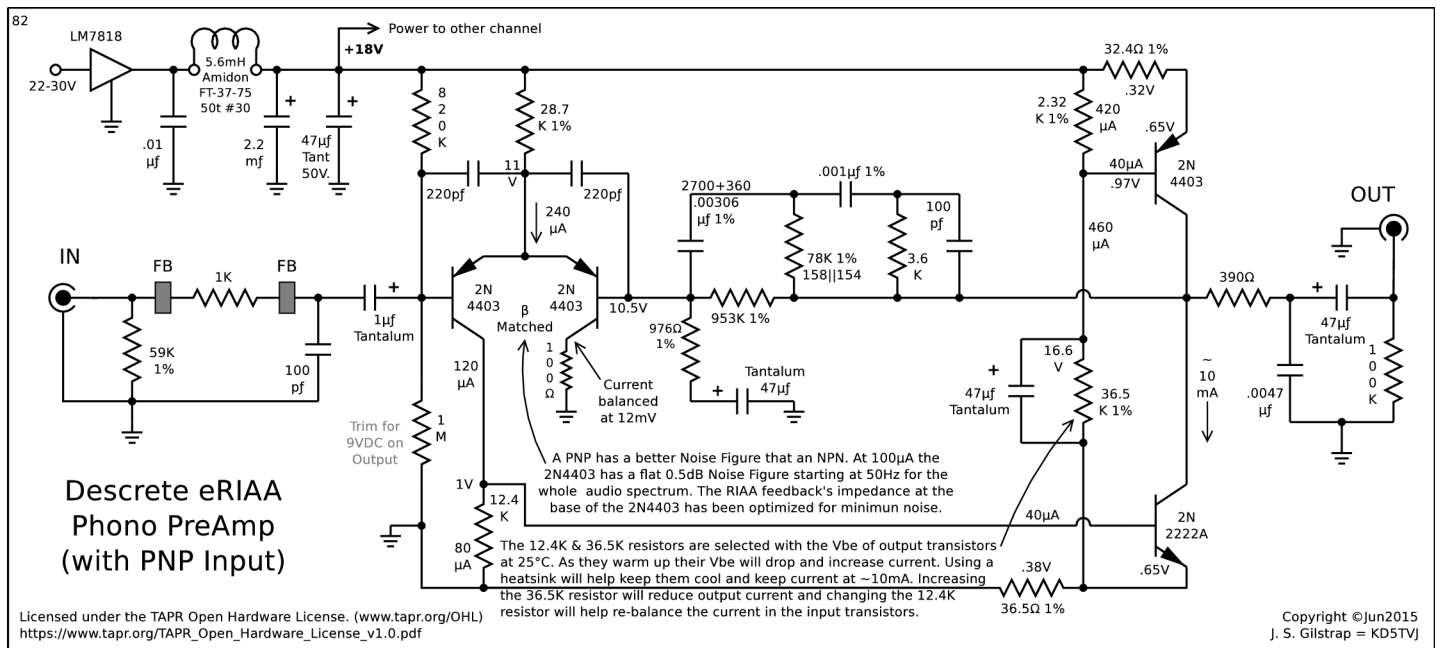 82
LM7818
22-30V
.01
µf
5.6mH
Amidon
FT-37-75
50t #30
2.2
mf
+
Power to other channel
+18V
+
47µf
Tant
50V.
8
2
0
K
28.7
K 1%
220pf
11
V
220pf
240
µA
IN
FB
1K
FB
59K
1%
100
pf
+
1µf
Tantalum
2N
4403
β
Matched
2N
4403
10.5V
120
µA
1
0
0
Ω
Current
balanced
at 12mV
2700+360
.00306
µf 1%
.001µf 1%
78K 1%
158||154
3.6
K
100
pf
953K 1%
976Ω
1%
+
Tantalum
47µf
32.4Ω 1%
.32V
2.32
K 1%
420
µA
.65V
40µA
.97V
2N
4403
460
µA
OUT
390Ω
+
47µf
Tantalum
.0047
µf
1
0
0
K
16.6
V
+
47µf
Tantalum
36.5
K 1%
~
10
mA
Trim for
9VDC on
Output
1
M
1V
12.4
K
80
µA
A PNP has a better Noise Figure that an NPN. At 100µA the
2N4403 has a flat 0.5dB Noise Figure starting at 50Hz for the
whole audio spectrum. The RIAA feedback's impedance at the
base of the 2N4403 has been optimized for minimun noise.
40µA
2N
2222A
.65V
.38V
36.5Ω 1%
The 12.4K & 36.5K resistors are selected with the Vbe of output transistors
at 25°C. As they warm up their Vbe will drop and increase current. Using a
heatsink will help keep them cool and keep current at ~10mA. Increasing
the 36.5K resistor will reduce output current and changing the 12.4K
resistor will help re-balance the current in the input transistors.
Descrete eRIAA
Phono PreAmp
(with PNP Input)
Licensed under the TAPR Open Hardware License. (www.tapr.org/OHL)
https://www.tapr.org/TAPR_Open_Hardware_License_v1.0.pdf
Copyright ©Jun2015
J. S. Gilstrap = KD5TVJ